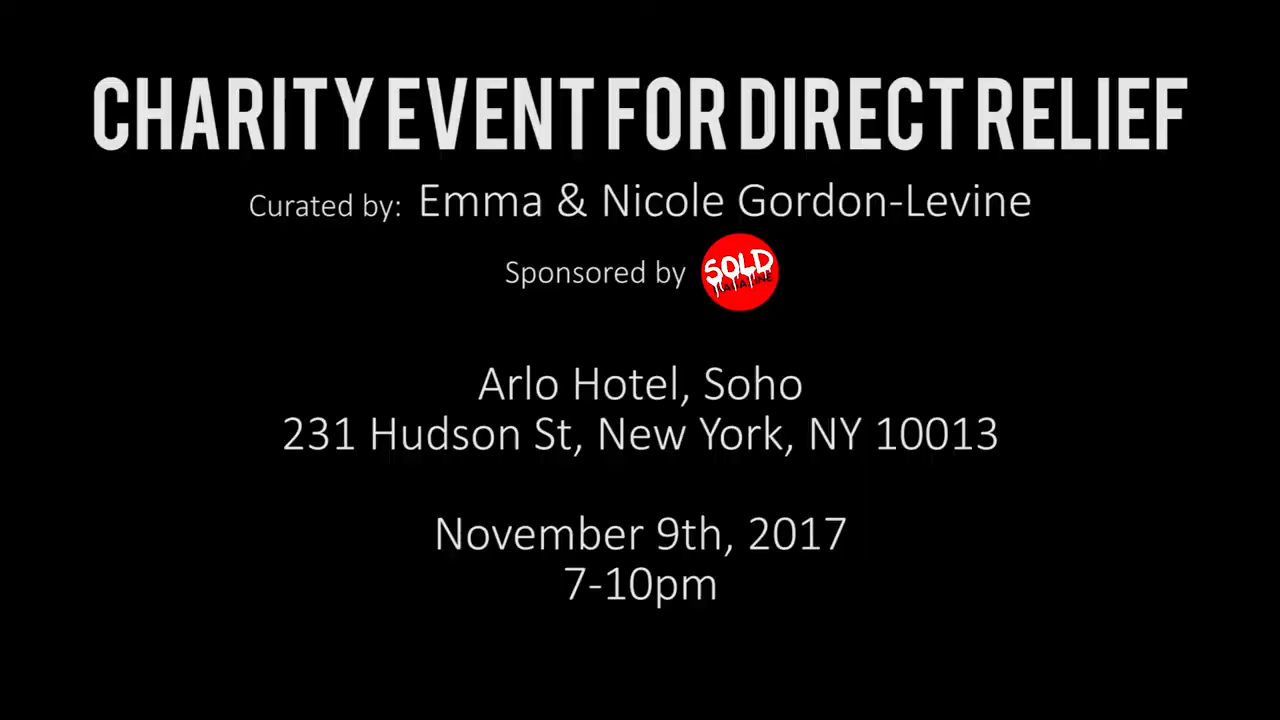 CHARITY EVENT FOR DIRECT RELIEF
Curated by: Emma & Nicole Gordon-Levine
Sponsored by SOLD
MAGAZINE
Arlo Hotel, Soho
231 Hudson St, New York, NY 10013
November 9th, 2017
7-10pm